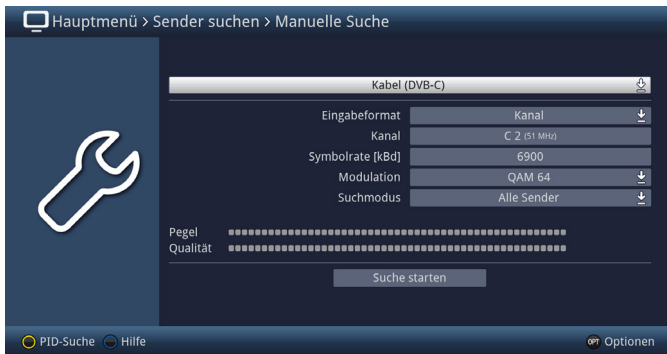 Hauptmenü > Sender suchen > Manuelle Suche
Kabel (DVB-C)
Eingabeformat Kanal
Kanal C 2 (51 MHz)
Symbolrate [kBd] 6900
Modulation QAM 64
Suchmodus Alle Sender
Pegel
Qualität
Suche starten
PID-Suche Hilfe OPT Optionen